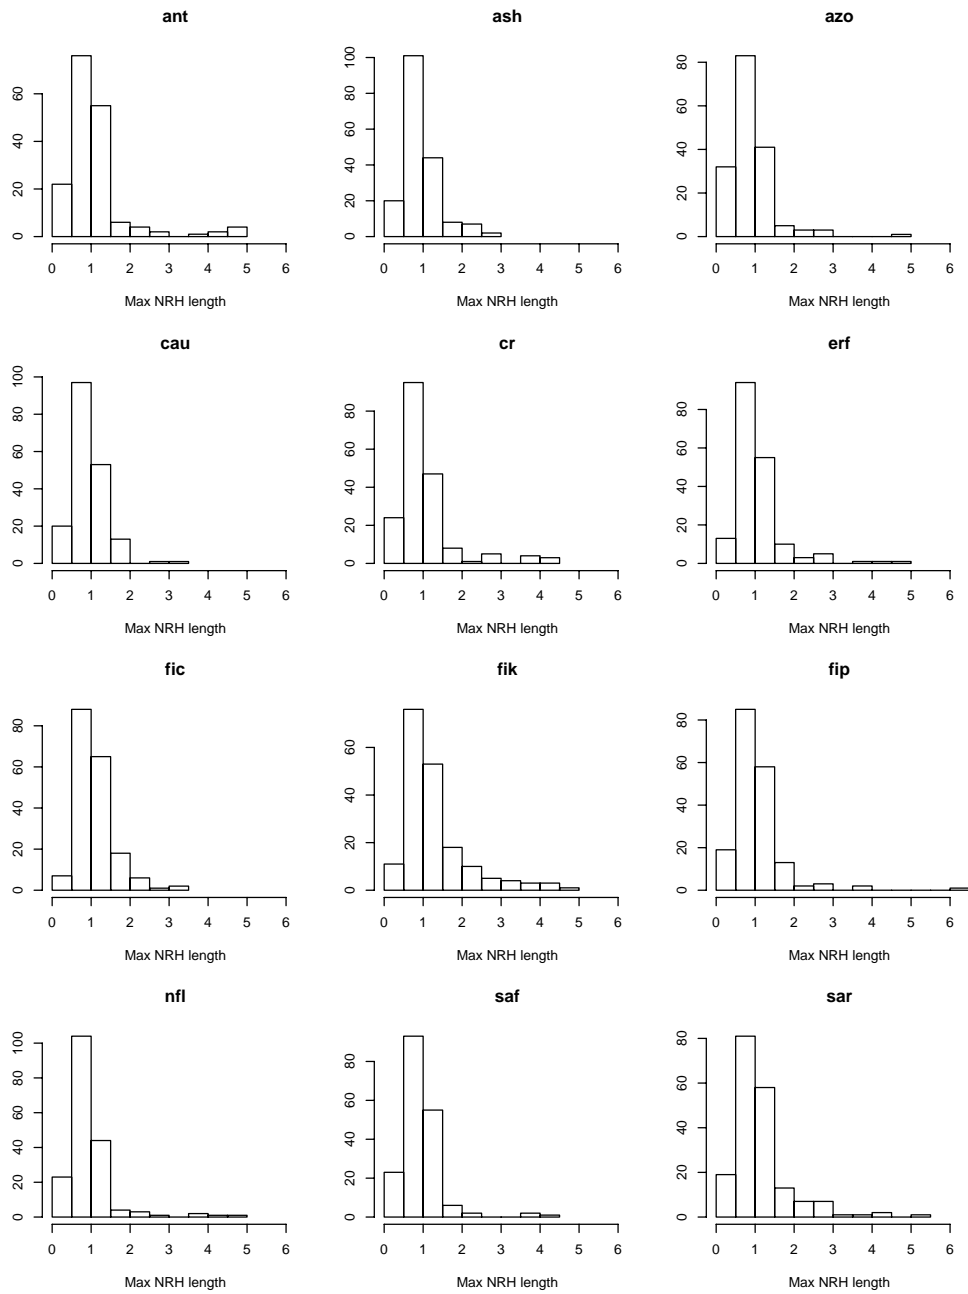 ant
ash
azo
0 20 40 60
0 20 40 60 80 100
0 20 40 60 80
0 1 2 3 4 5 6
0 1 2 3 4 5 6
0 1 2 3 4 5 6
Max NRH length
Max NRH length
Max NRH length
cau
cr
erf
0 20 40 60 80 100
0 20 40 60 80
0 20 40 60 80
0 1 2 3 4 5 6
0 1 2 3 4 5 6
0 1 2 3 4 5 6
Max NRH length
Max NRH length
Max NRH length
fic
fik
fip
0 20 40 60 80
0 20 40 60
0 20 40 60 80
0 1 2 3 4 5 6
0 1 2 3 4 5 6
0 1 2 3 4 5 6
Max NRH length
Max NRH length
Max NRH length
nfl
saf
sar
0 20 40 60 80 100
0 20 40 60 80
0 20 40 60 80
0 1 2 3 4 5 6
0 1 2 3 4 5 6
0 1 2 3 4 5 6
Max NRH length
Max NRH length
Max NRH length